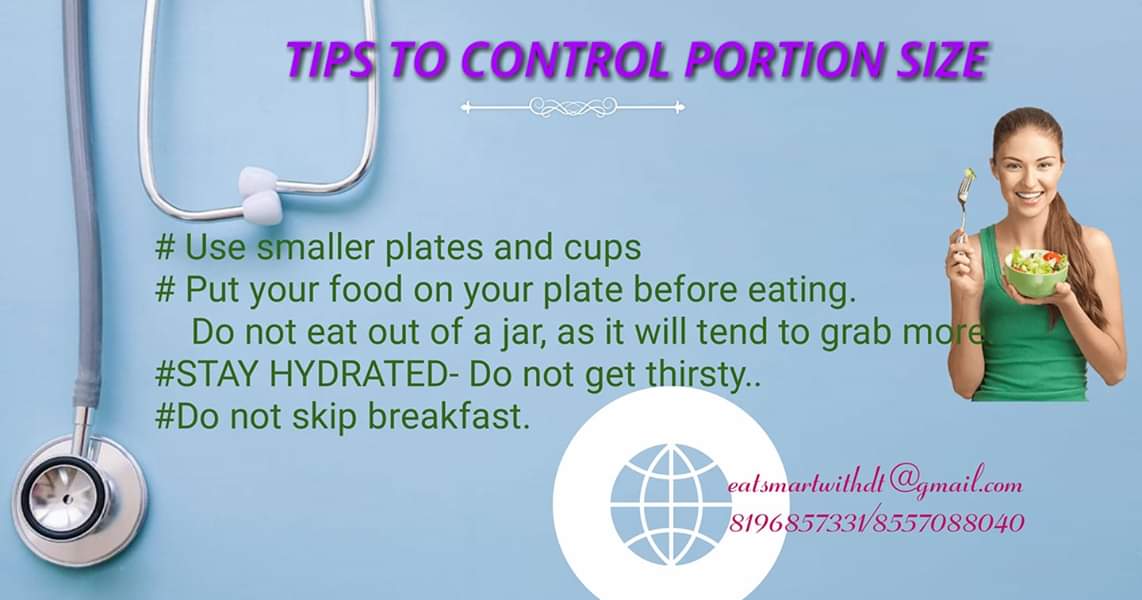 TIPS TO CONTROL PORTION SIZE
# Use smaller plates and cups
# Put your food on your plate before eating.
Do not eat out of a jar, as it will tend to grab more.
#STAY HYDRATED- Do not get thirsty..
#Do not skip breakfast.
eatsmartwithdt@gmail.com
8196857331/8557088040